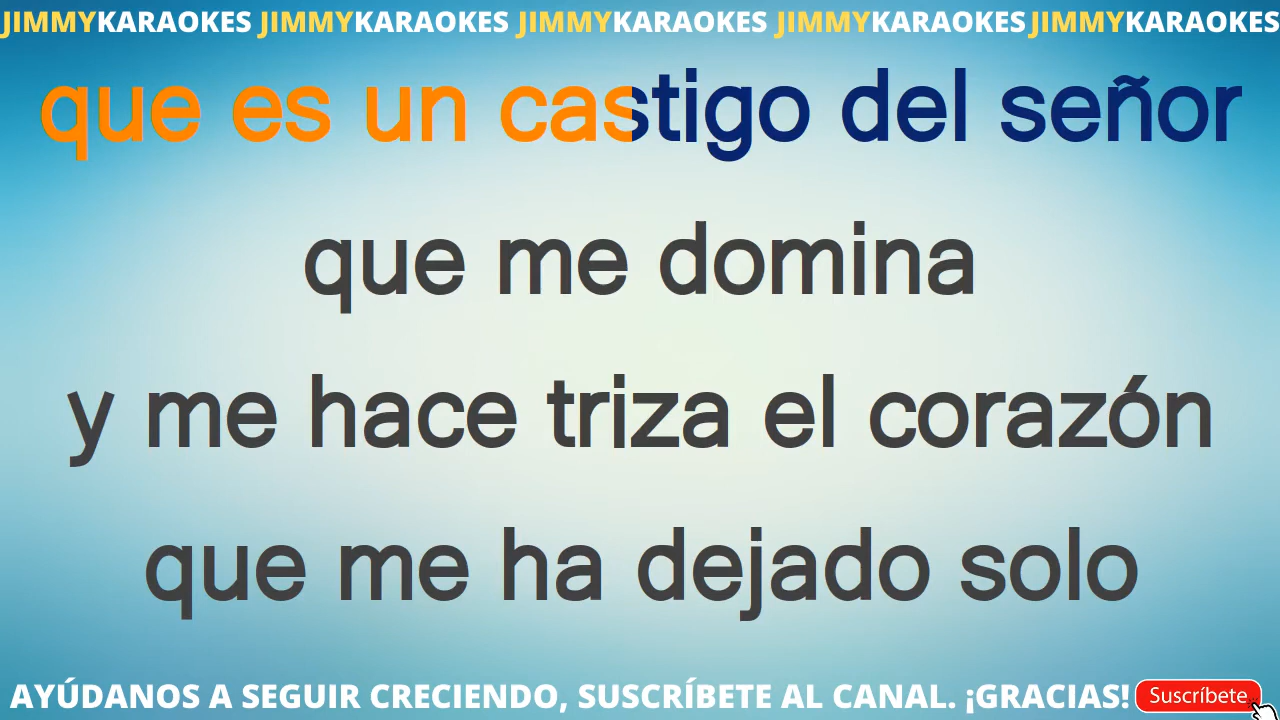 JIMMYKARAOKES JIMMYKARAOKES JIMMYKARAOKES JIMMYKARAOKES JIMMYKARAOKES
que es un castigo del señor
que me domina
y me hace triza el corazón
que me ha dejado solo
AYÚDANOS A SEGUIR CRECIENDO, SUSCRÍBETE AL CANAL. ¡GRACIAS! Suscríbete